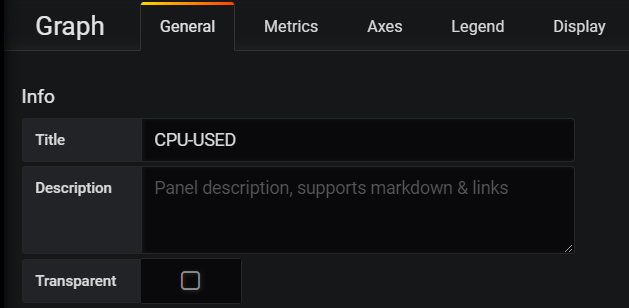 Graph General Metrics Axes Legend Display
Info
Title CPU-USED
Description Panel description, supports markdown & links
Transparent